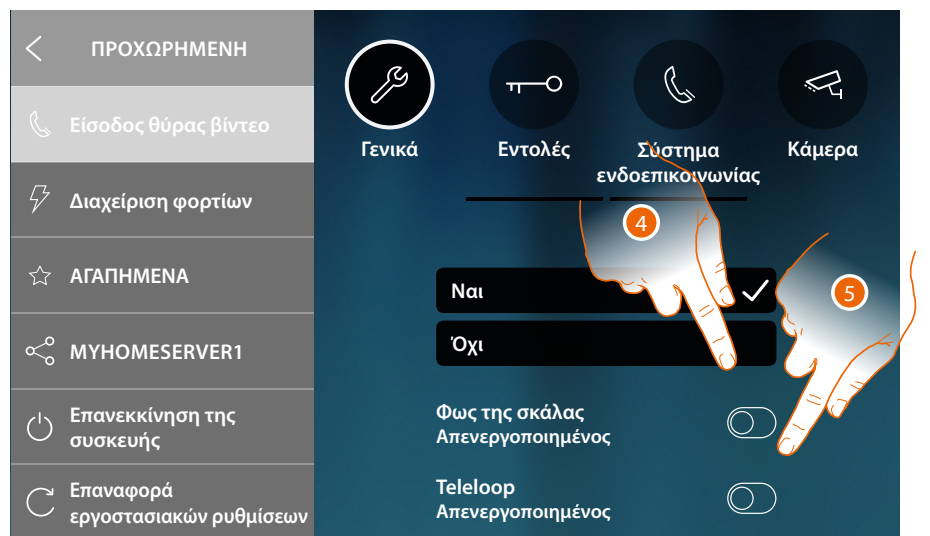 ΠΡΟΧΩΡΗΜΕΝΗ
Είσοδος θύρας βίντεο
Διαχείριση φορτίων
ΑΓΑΠΗΜΕΝΑ
MYHOMESERVER1
Επανεκκίνηση της
συσκευής
Επαναφορά
εργοστασιακών ρυθμίσεων
Γενικά
Εντολές
Σύστημα
ενδοεπικοινωνίας
Κάμερα
4
5
Ναι
Όχι
Φως της σκάλας
Απενεργοποιημένος
Teleloop
Απενεργοποιημένος